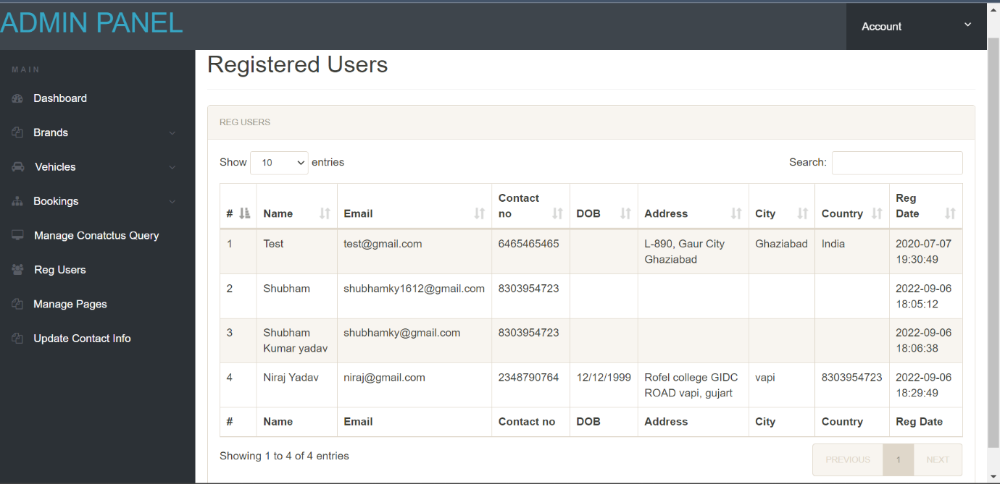 ADMIN PANEL
Account
MAIN
Dashboard
Brands
Vehicles
Bookings
Manage Conatctus Query
Reg Users
Manage Pages
Update Contact Info
Registered Users
REG USERS
Show 10 entries Search:
# Name Email Contact no DOB Address City Country Reg Date
1 Test test@gmail.com 6465465465 L-890, Gaur City Ghaziabad Ghaziabad India 2020-07-07 19:30:49
2 Shubham shubhamky1612@gmail.com 8303954723 2022-09-06 18:05:12
3 Shubham Kumar yadav shubhamky@gmail.com 8303954723 2022-09-06 18:06:38
4 Niraj Yadav niraj@gmail.com 2348790764 12/12/1999 Rofel college GIDC ROAD vapi, gujart vapi 8303954723 2022-09-06 18:29:49
# Name Email Contact no DOB Address City Country Reg Date
Showing 1 to 4 of 4 entries
PREVIOUS 1 NEXT